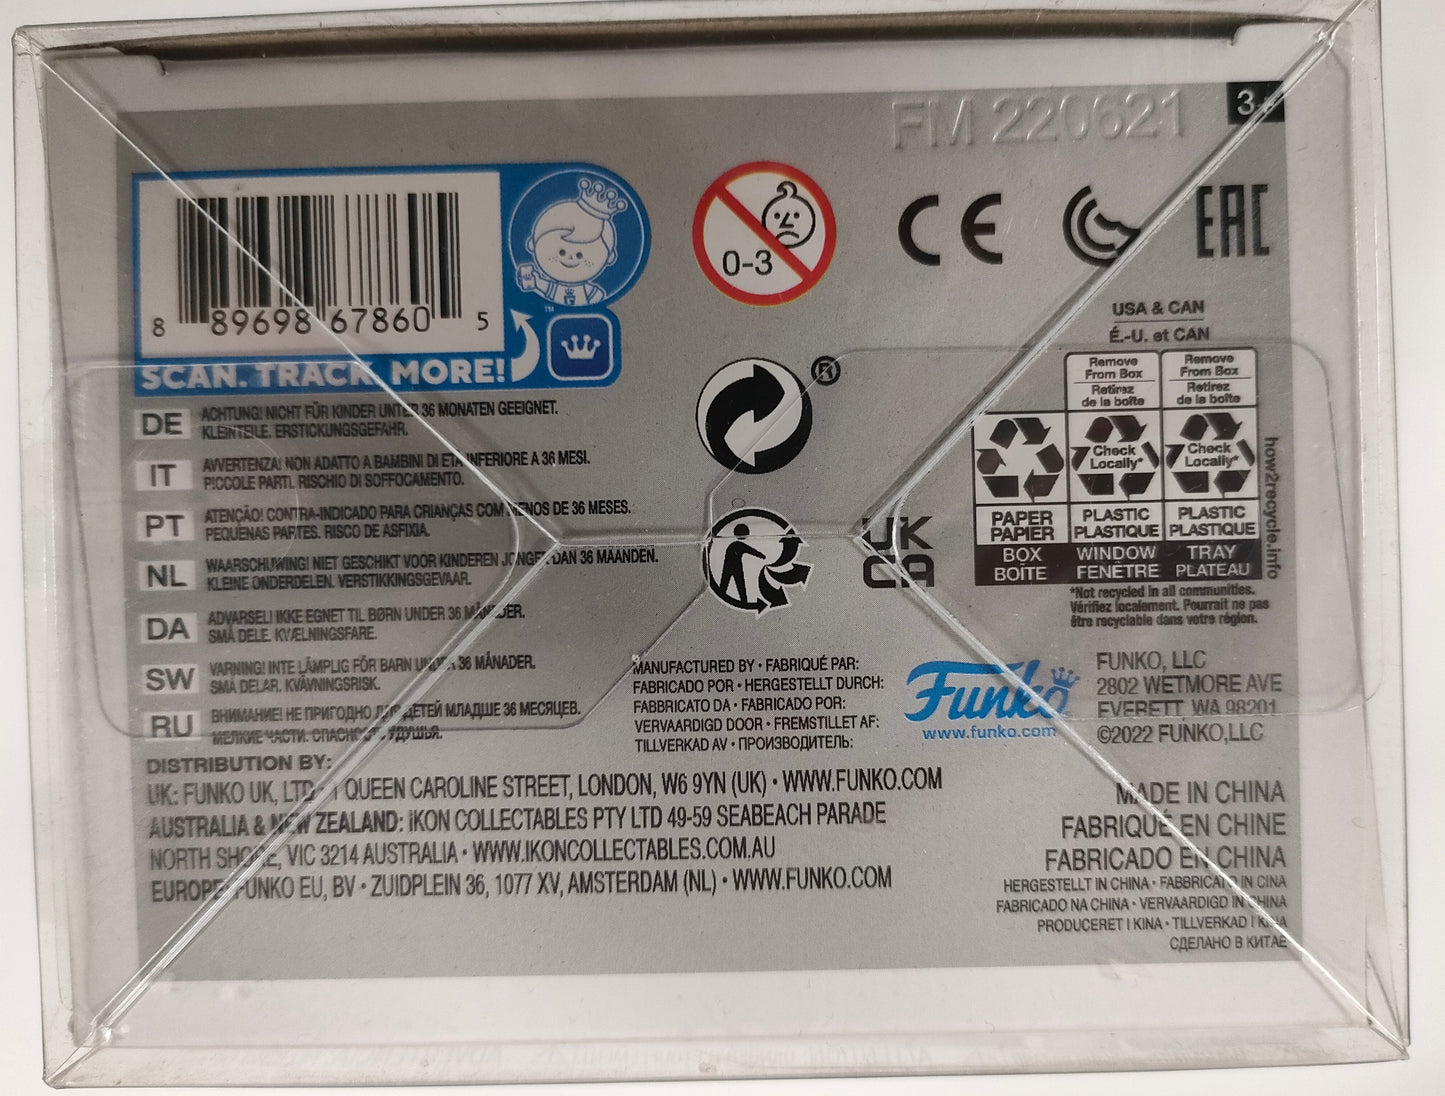 FM 220621
3+
0-3
CE
EAC
8 89698 67860 5
™
SCAN. TRACK. MORE!
®
USA & CAN
É.-U. et CAN
Remove From Box
Retirez de la boîte
Remove From Box
Retirez de la boîte
Check Locally*
Check Locally*
PAPER
PAPIER
PLASTIC
PLASTIQUE
PLASTIC
PLASTIQUE
BOX
BOÎTE
WINDOW
FENÊTRE
TRAY
PLATEAU
how2recycle.info
*Not recycled in all communities.
Vérifiez localement. Pourrait ne pas
être recyclable dans votre région.
UK
CA
DE
ACHTUNG! NICHT FÜR KINDER UNTER 36 MONATEN GEEIGNET.
KLEINTEILE. ERSTICKUNGSGEFAHR.
IT
AVVERTENZA! NON ADATTO A BAMBINI DI ETÀ INFERIORE A 36 MESI.
PICCOLE PARTI. RISCHIO DI SOFFOCAMENTO.
PT
ATENÇÃO! CONTRA-INDICADO PARA CRIANÇAS COM MENOS DE 36 MESES.
PEQUENAS PARTES. RISCO DE ASFIXIA.
NL
WAARSCHUWING! NIET GESCHIKT VOOR KINDEREN JONGER DAN 36 MAANDEN.
KLEINE ONDERDELEN. VERSTIKKINGSGEVAAR.
DA
ADVARSEL! IKKE EGNET TIL BØRN UNDER 36 MÅNEDER.
SMÅ DELE. KVÆLNINGSFARE.
SW
VARNING! INTE LÄMPLIG FÖR BARN UNDER 36 MÅNADER.
SMÅ DELAR. KVÄVNINGSRISK.
RU
ВНИМАНИЕ! НЕ ПРИГОДНО ДЛЯ ДЕТЕЙ МЛАДШЕ 36 МЕСЯЦЕВ.
МЕЛКИЕ ЧАСТИ. ОПАСНОСТЬ УДУШЬЯ.
MANUFACTURED BY • FABRIQUÉ PAR:
FABRICADO POR • HERGESTELLT DURCH:
FABBRICATO DA • FABRICADO POR:
VERVAARDIGD DOOR • FREMSTILLET AF:
TILLVERKAD AV • ПРОИЗВОДИТЕЛЬ:
Funko
www.funko.com
FUNKO, LLC
2802 WETMORE AVE
EVERETT, WA 98201
©2022 FUNKO,LLC
DISTRIBUTION BY:
UK: FUNKO UK, LTD • 1 QUEEN CAROLINE STREET, LONDON, W6 9YN (UK) • WWW.FUNKO.COM
AUSTRALIA & NEW ZEALAND: iKON COLLECTABLES PTY LTD 49-59 SEABEACH PARADE
NORTH SHORE, VIC 3214 AUSTRALIA • WWW.IKONCOLLECTABLES.COM.AU
EUROPE: FUNKO EU, BV • ZUIDPLEIN 36, 1077 XV, AMSTERDAM (NL) • WWW.FUNKO.COM
MADE IN CHINA
FABRIQUÉ EN CHINE
FABRICADO EN CHINA
HERGESTELLT IN CHINA • FABBRICATO IN CINA
FABRICADO NA CHINA • VERVAARDIGD IN CHINA
PRODUCERET I KINA • TILLVERKAD I KINA
СДЕЛАНО В КИТАЕ